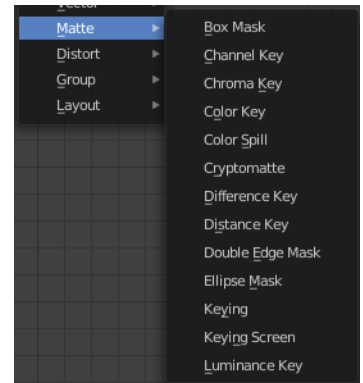 Vector
Matte
Distort
Group
Layout
Box Mask
Channel Key
Chroma Key
Color Key
Color Spill
Cryptomatte
Difference Key
Distance Key
Double Edge Mask
Ellipse Mask
Keying
Keying Screen
Luminance Key